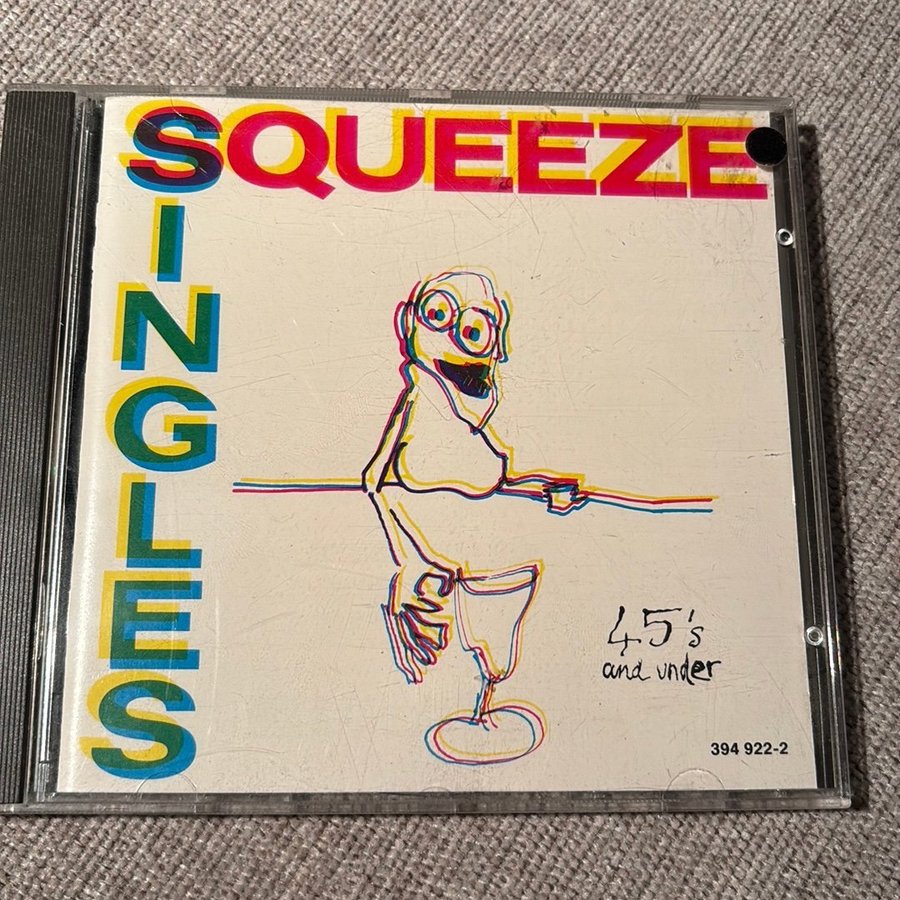 SQUEEZE
SINGLES
45's
and under
394 922-2